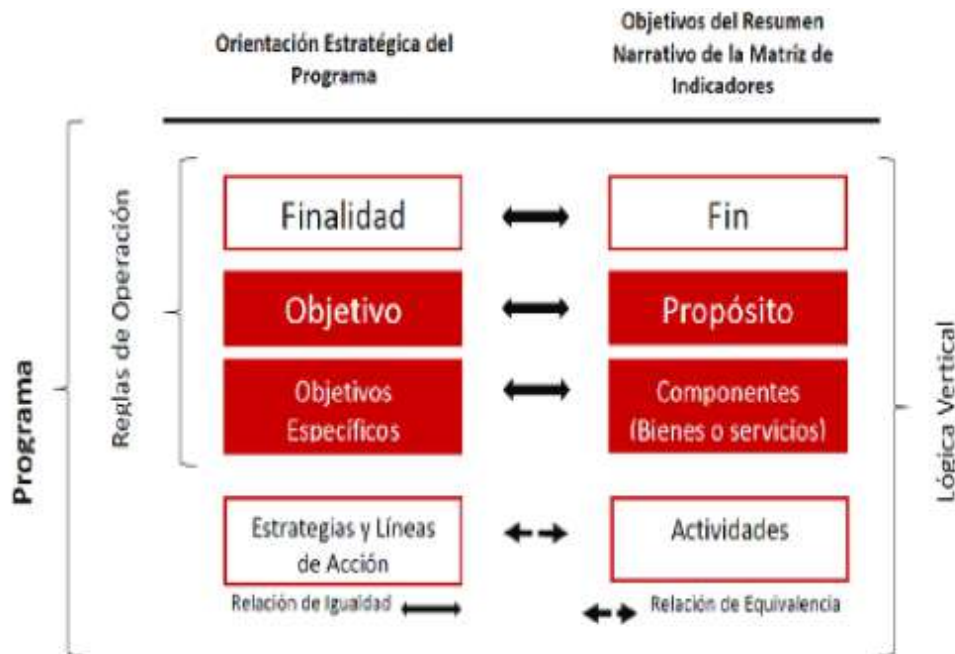 Orientación Estratégica del
Programa
Objetivos del Resumen
Narrativo de la Matriz de
Indicadores
Programa
Reglas de Operación
Finalidad
Fin
Objetivo
Propósito
Objetivos
Específicos
Componentes
(Bienes o servicios)
Estrategias y Líneas
de Acción
Actividades
Relación de Igualdad
Relación de Equivalencia
Lógica Vertical